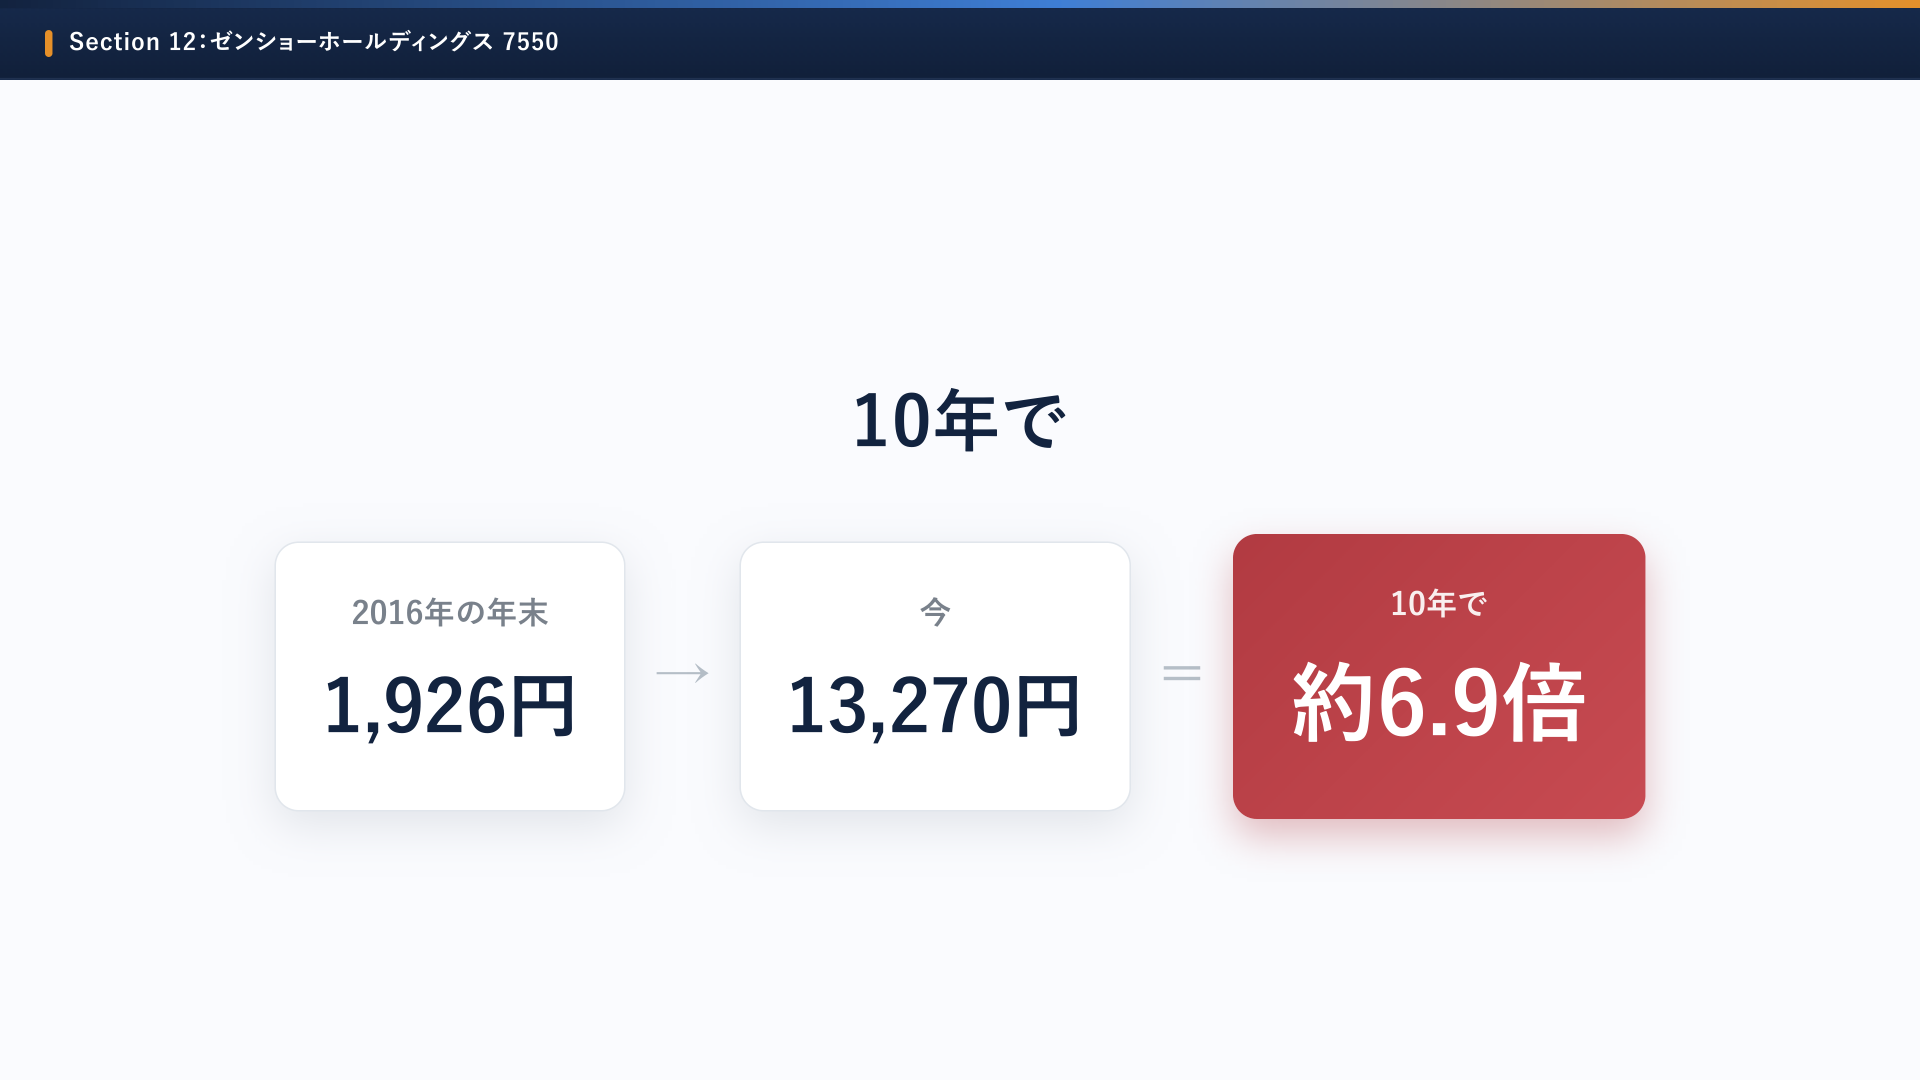 Section 12：ゼンショーホールディングス 7550
10年で
2016年の年末
1,926円
→
今
13,270円
＝
10年で
約6.9倍